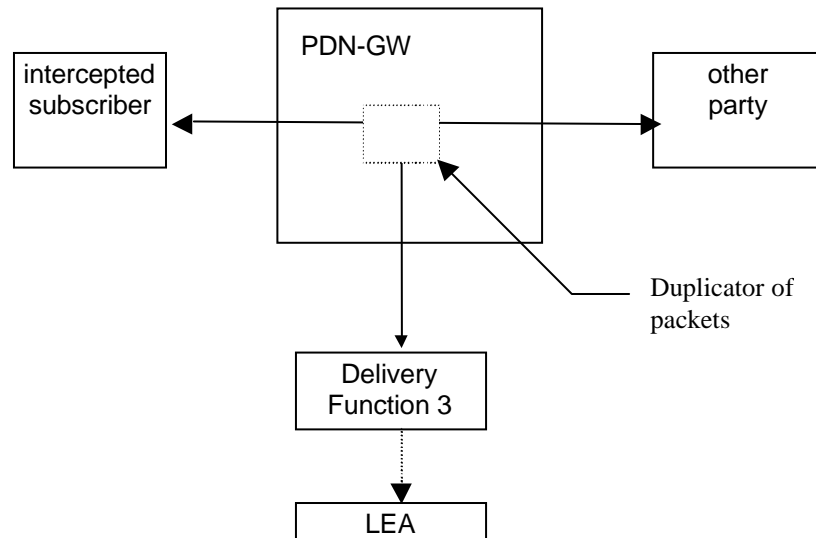 PDN-GW
intercepted
subscriber
other
party
Duplicator of
packets
Delivery
Function 3
LEA